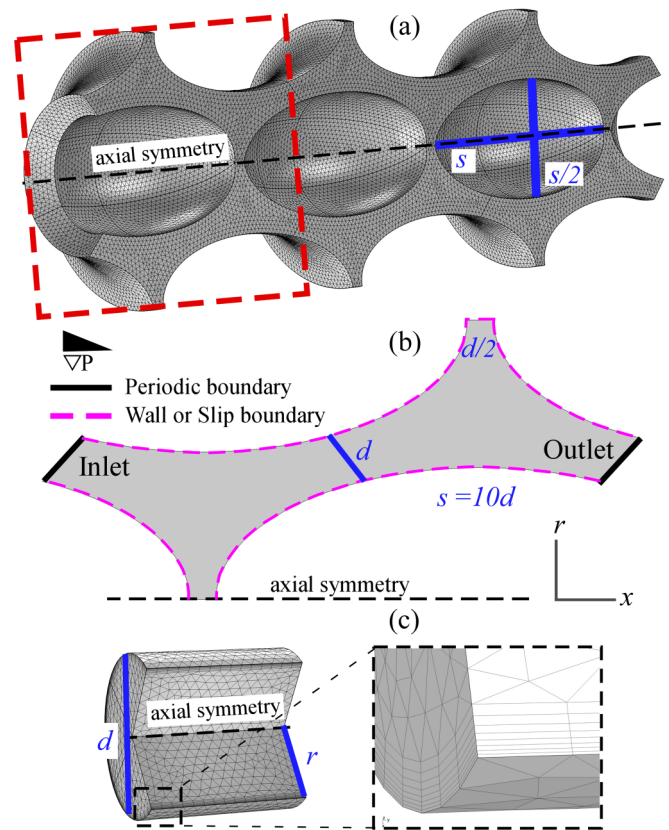 (a)
axial symmetry
s
s/2
∇P
(b)
Periodic boundary
Wall or Slip boundary
d/2
Inlet
d
Outlet
s =10d
r
axial symmetry
x
(c)
axial symmetry
d
r